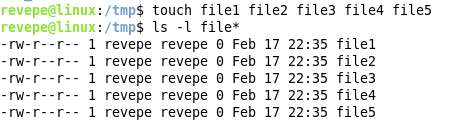 revepe@linux:/tmp$ touch file1 file2 file3 file4 file5
revepe@linux:/tmp$ ls -l file*
-rw-r--r-- 1 revepe revepe 0 Feb 17 22:35 file1
-rw-r--r-- 1 revepe revepe 0 Feb 17 22:35 file2
-rw-r--r-- 1 revepe revepe 0 Feb 17 22:35 file3
-rw-r--r-- 1 revepe revepe 0 Feb 17 22:35 file4
-rw-r--r-- 1 revepe revepe 0 Feb 17 22:35 file5